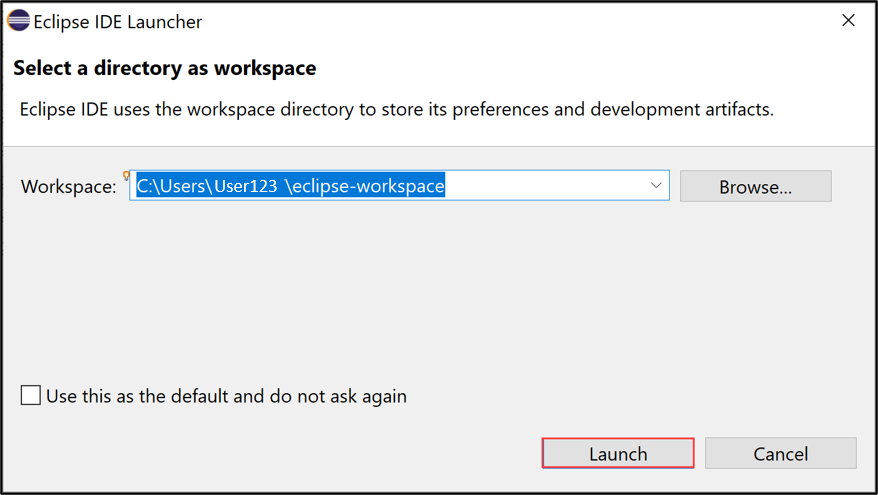 Eclipse IDE Launcher
Select a directory as workspace
Eclipse IDE uses the workspace directory to store its preferences and development artifacts.
Workspace: C:\Users\User123 \eclipse-workspace Browse...
Use this as the default and do not ask again
Launch Cancel